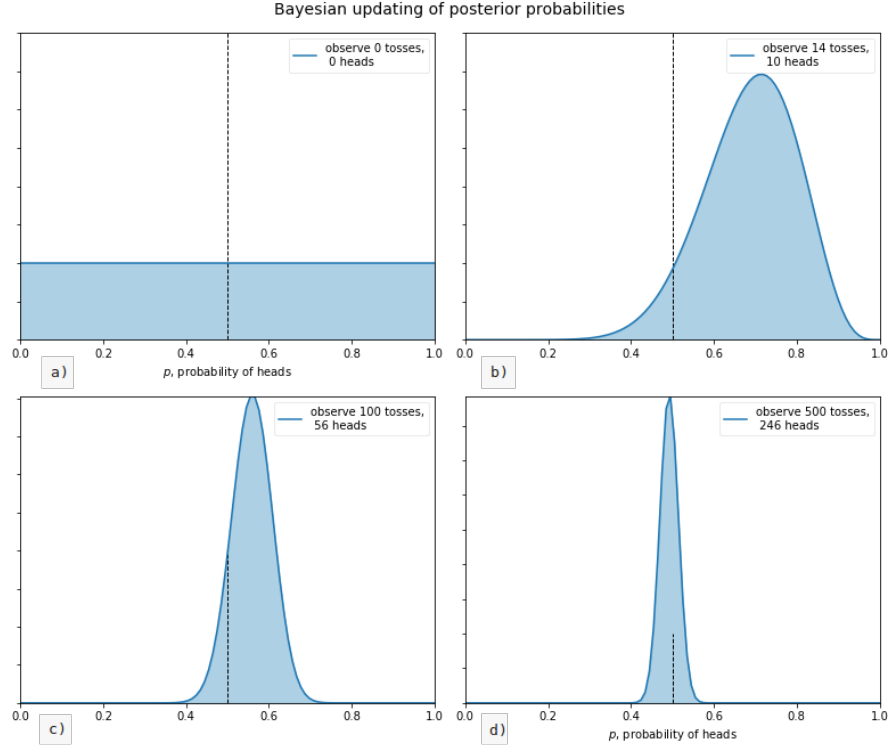 Bayesian updating of posterior probabilities
observe 0 tosses,
0 heads
0.0 0.2 0.4 0.6 0.8 1.0
a)
p, probability of heads
observe 14 tosses,
10 heads
0.0 0.2 0.4 0.6 0.8 1.0
b)
observe 100 tosses,
56 heads
0.0 0.2 0.4 0.6 0.8 1.0
c)
observe 500 tosses,
246 heads
0.0 0.2 0.4 0.6 0.8 1.0
d)
p, probability of heads